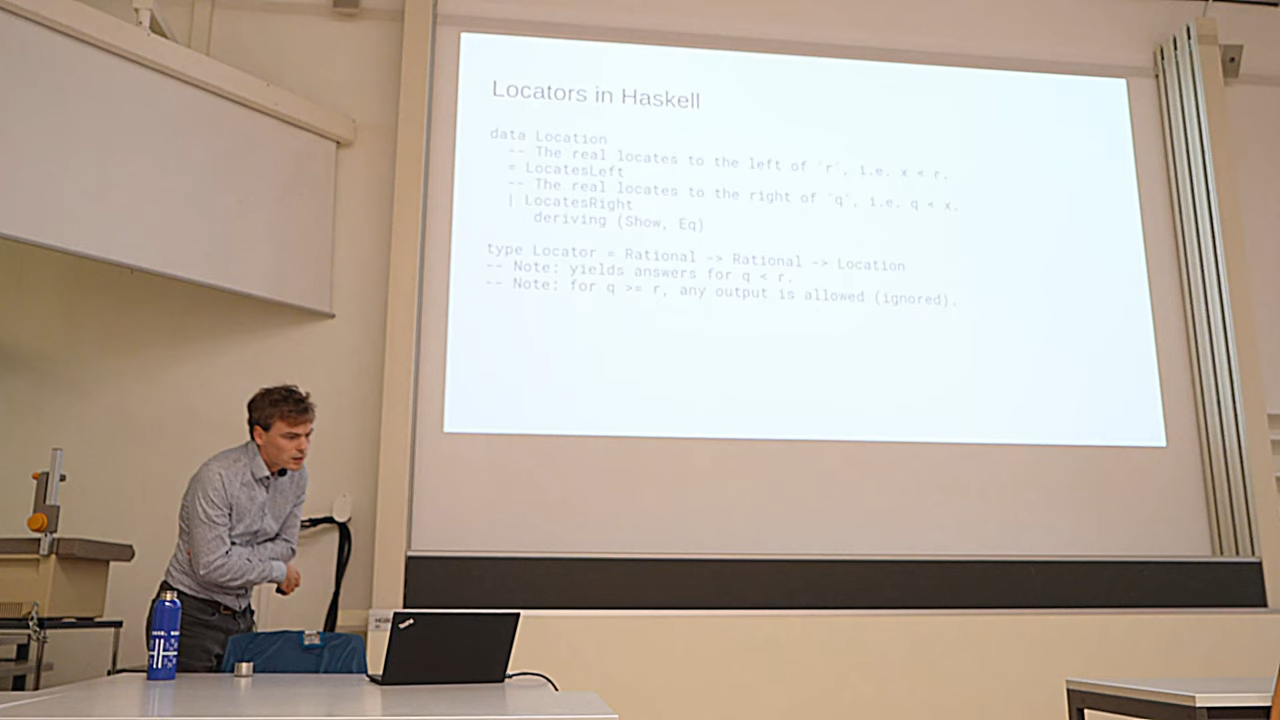 Locators in Haskell
data Location
-- The real locates to the left of `r`, i.e. x < r.
= LocatesLeft
-- The real locates to the right of `q`, i.e. q < x.
| LocatesRight
deriving (Show, Eq)
type Locator = Rational -> Rational -> Location
-- Note: yields answers for q < r.
-- Note: for q >= r, any output is allowed (ignored).
ThinkPad